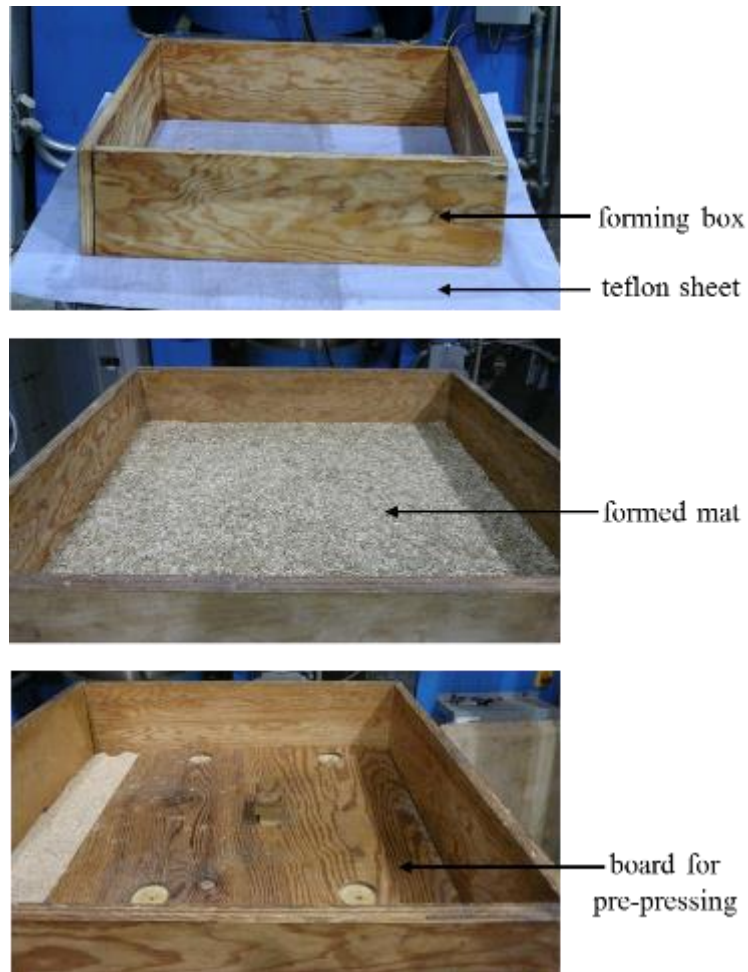 forming box
teflon sheet
formed mat
board for
pre-pressing